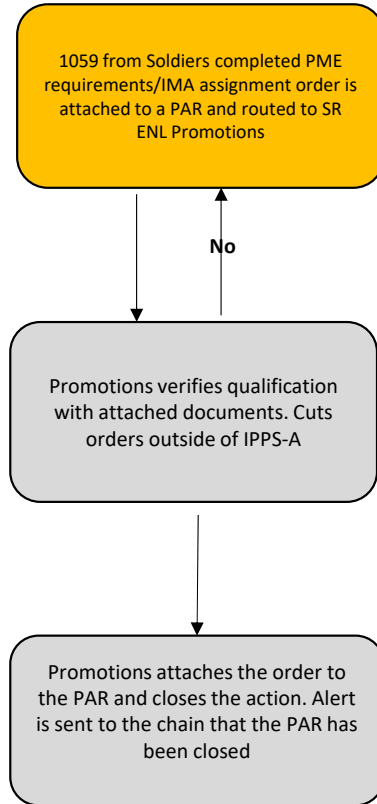 1059 from Soldiers completed PME
requirements/IMA assignment order is
attached to a PAR and routed to SR
ENL Promotions
No
Promotions verifies qualification
with attached documents. Cuts
orders outside of IPPS-A
Promotions attaches the order to
the PAR and closes the action. Alert
is sent to the chain that the PAR has
been closed